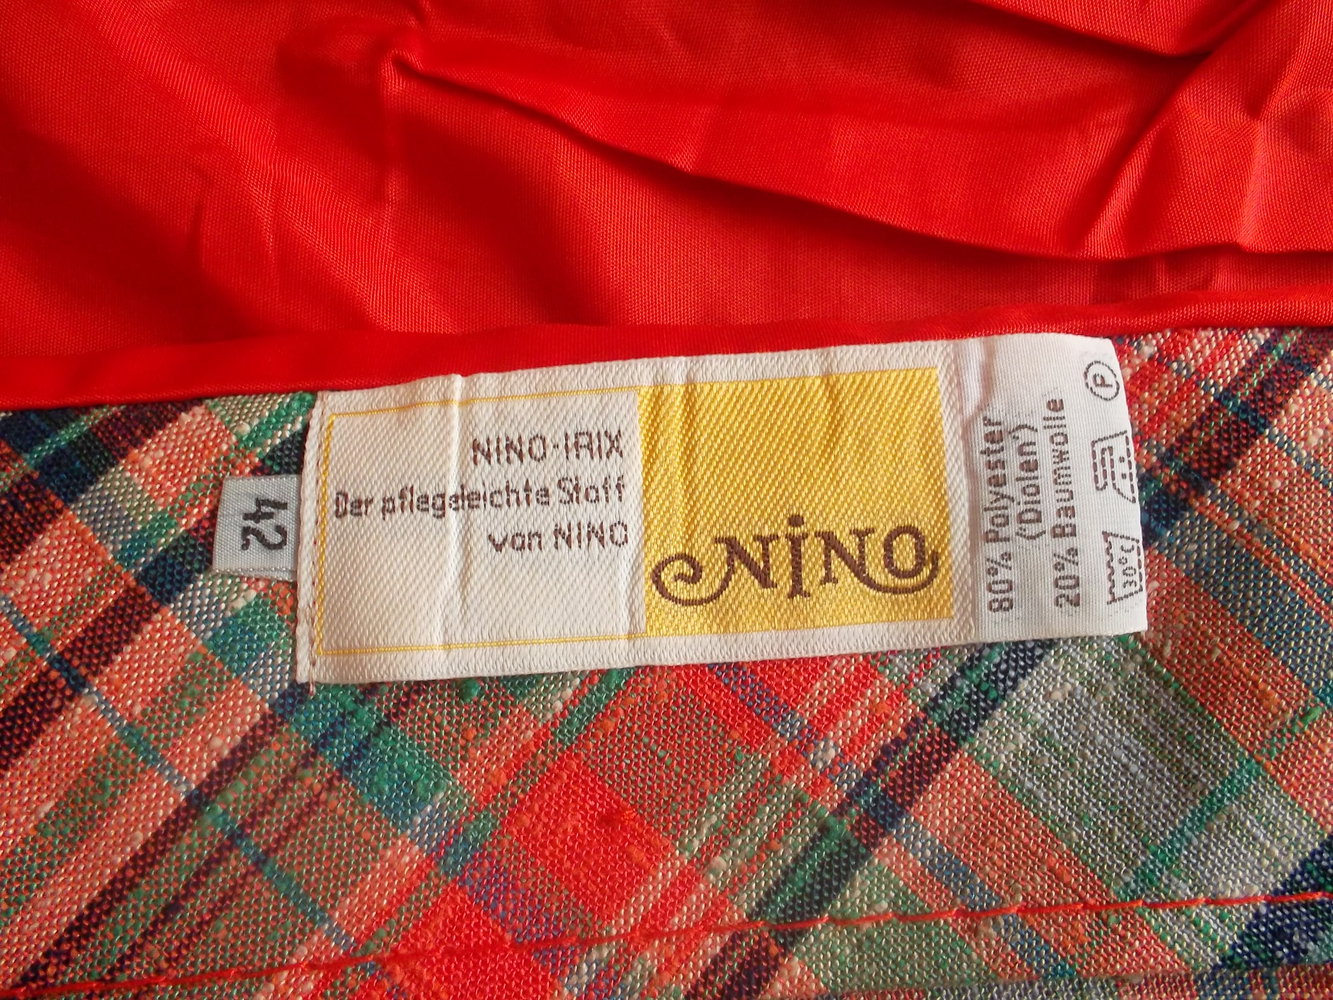 42
NINO-IRIX
Der pflegeleichte Stoff
von NINO
NINO
80% Polyester
(Diolen)
20% Baumwolle
30°C
P